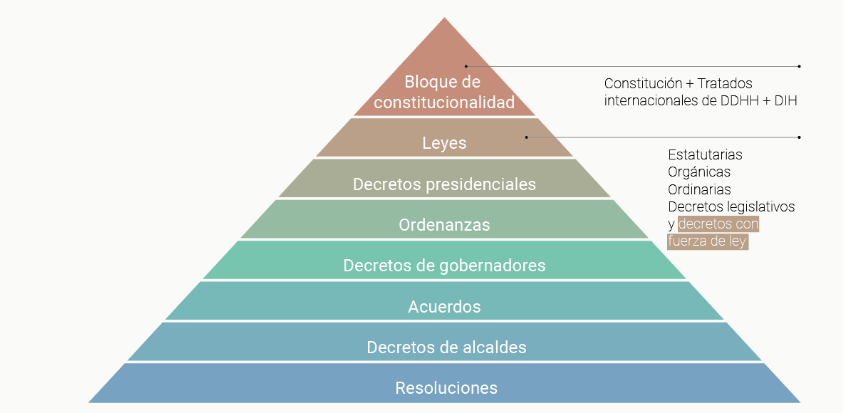 Bloque de
constitucionalidad
Constitución + Tratados
internacionales de DDHH + DIH
Leyes
Estatutarias
Orgánicas
Ordinarias
Decretos legislativos
y decretos con
fuerza de ley
Decretos presidenciales
Ordenanzas
Decretos de gobernadores
Acuerdos
Decretos de alcaldes
Resoluciones